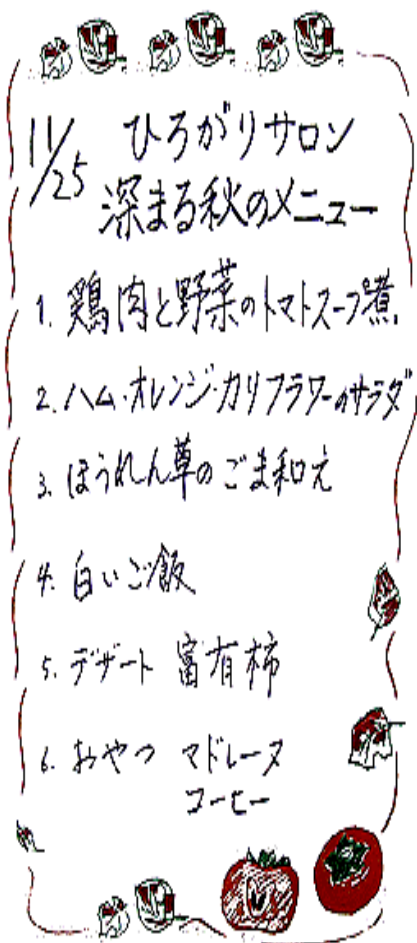 11/25 ひろがりサロン
深まる秋のメニュー
1. 鶏肉と野菜のトマトスープ煮
2. ハム・オレンジ・カリフラワーのサラダ
3. ほうれん草のごま和え
4. 白いご飯
5. デザート 富有柿
6. おやつ マドレーヌ
コーヒー